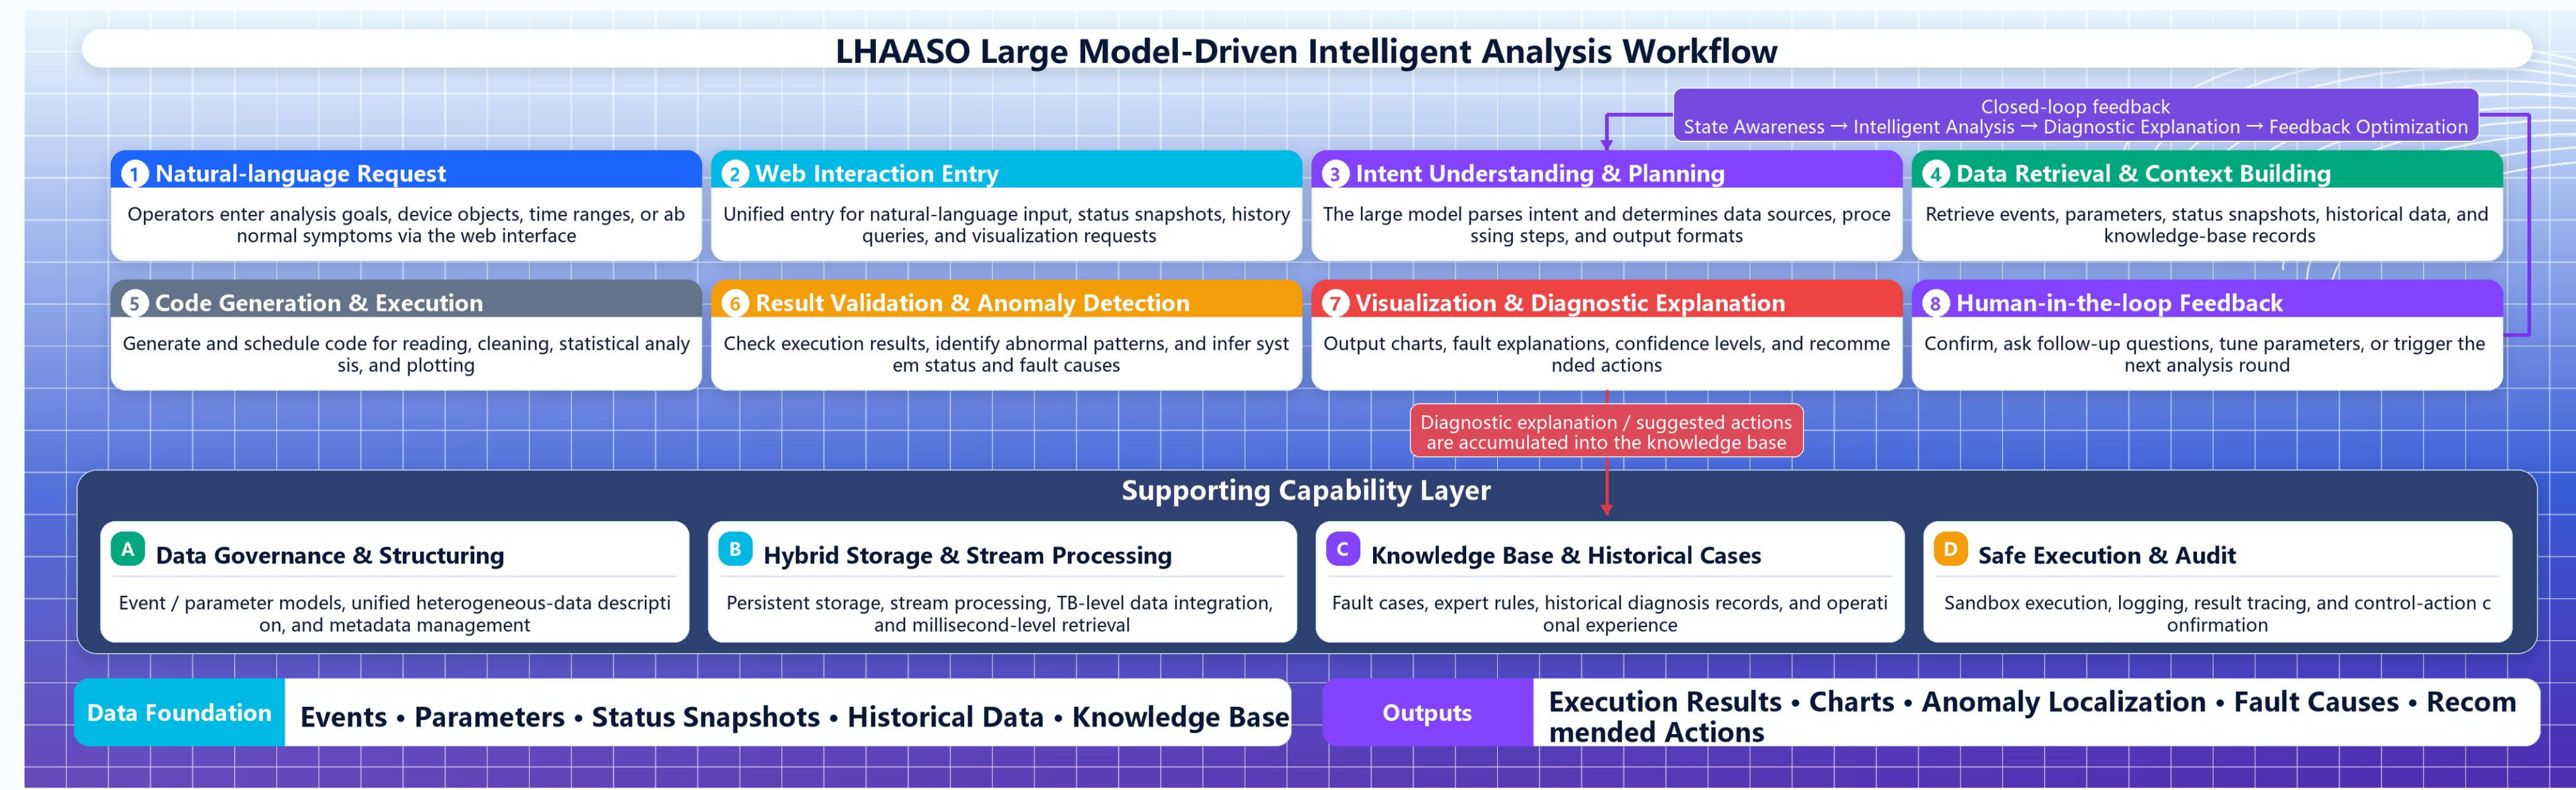 LHAASO Large Model-Driven Intelligent Analysis Workflow
Closed-loop feedback
State Awareness → Intelligent Analysis → Diagnostic Explanation → Feedback Optimization
1 Natural-language Request
Operators enter analysis goals, device objects, time ranges, or ab
normal symptoms via the web interface
2 Web Interaction Entry
Unified entry for natural-language input, status snapshots, history
queries, and visualization requests
3 Intent Understanding & Planning
The large model parses intent and determines data sources, proce
ssing steps, and output formats
4 Data Retrieval & Context Building
Retrieve events, parameters, status snapshots, historical data, and
knowledge-base records
5 Code Generation & Execution
Generate and schedule code for reading, cleaning, statistical analy
sis, and plotting
6 Result Validation & Anomaly Detection
Check execution results, identify abnormal patterns, and infer syst
em status and fault causes
7 Visualization & Diagnostic Explanation
Output charts, fault explanations, confidence levels, and recomme
nded actions
8 Human-in-the-loop Feedback
Confirm, ask follow-up questions, tune parameters, or trigger the
next analysis round
Diagnostic explanation / suggested actions
are accumulated into the knowledge base
Supporting Capability Layer
A Data Governance & Structuring
Event / parameter models, unified heterogeneous-data descripti
on, and metadata management
B Hybrid Storage & Stream Processing
Persistent storage, stream processing, TB-level data integration,
and millisecond-level retrieval
C Knowledge Base & Historical Cases
Fault cases, expert rules, historical diagnosis records, and operati
onal experience
D Safe Execution & Audit
Sandbox execution, logging, result tracing, and control-action c
onfirmation
Data Foundation
Events • Parameters • Status Snapshots • Historical Data • Knowledge Base
Outputs
Execution Results • Charts • Anomaly Localization • Fault Causes • Recom
mended Actions